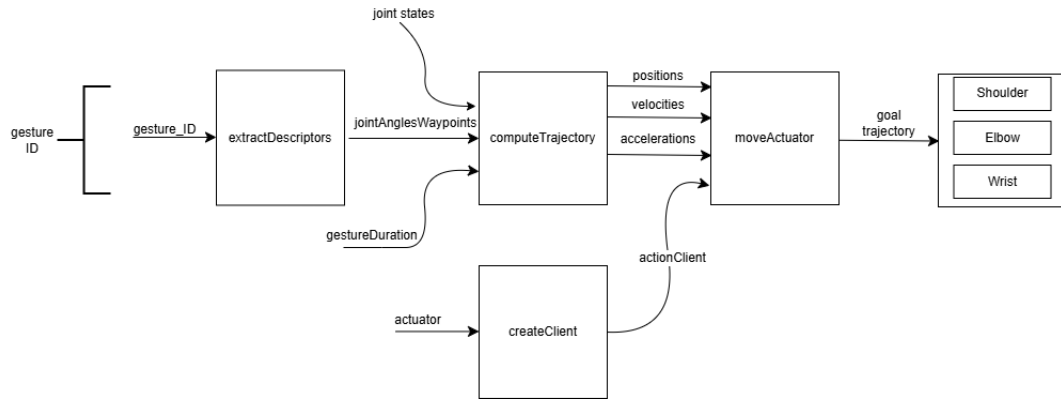 joint states
positions
Shoulder
velocities
gesture
ID
gesture_ID
extractDescriptors
jointAnglesWaypoints
computeTrajectory
accelerations
moveActuator
goal
trajectory
Elbow
Wrist
gestureDuration
actionClient
actuator
createClient